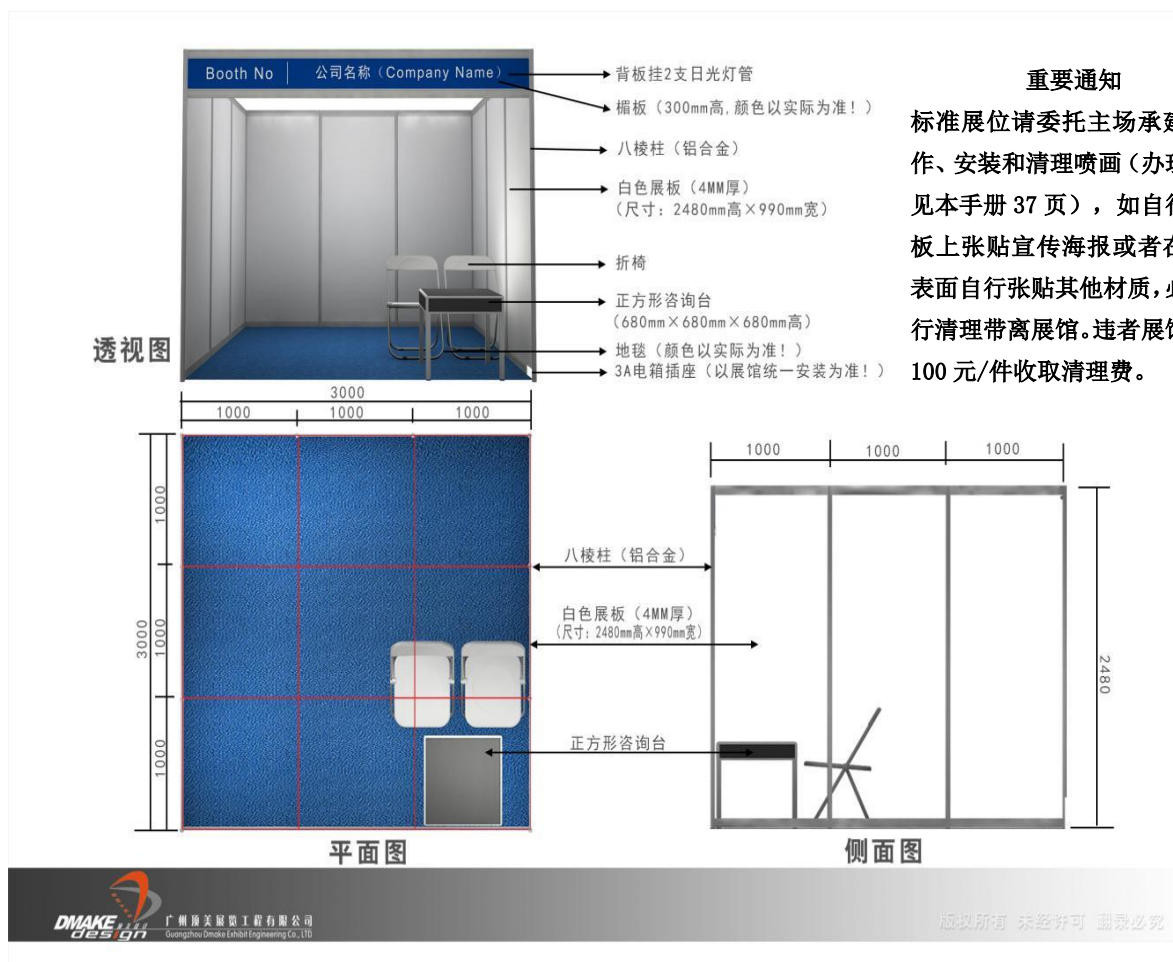 Booth No 公司名称（Company Name）
背板挂2支日光灯管
楣板（300mm高,颜色以实际为准！）
八棱柱（铝合金）
白色展板（4MM厚）
（尺寸：2480mm高×990mm宽）
折椅
正方形咨询台
（680mm×680mm×680mm高）
地毯（颜色以实际为准！）
3A电箱插座（以展馆统一安装为准！）
透视图
重要通知
标准展位请委托主场承建
作、安装和清理喷画（办理
见本手册 37 页），如自行
板上张贴宣传海报或者在
表面自行张贴其他材质，必
行清理带离展馆。违者展馆
100 元/件收取清理费。
3000
1000 1000 1000
3000
1000
1000
1000
八棱柱（铝合金）
白色展板（4MM厚）
（尺寸：2480mm高×990mm宽）
正方形咨询台
平面图
1000 1000 1000
2480
侧面图
DMAKE
design
广州顶美展览工程有限公司
Guangzhou Dmake Exhibit Engineering Co., LTD
版权所有 未经许可 翻录必究